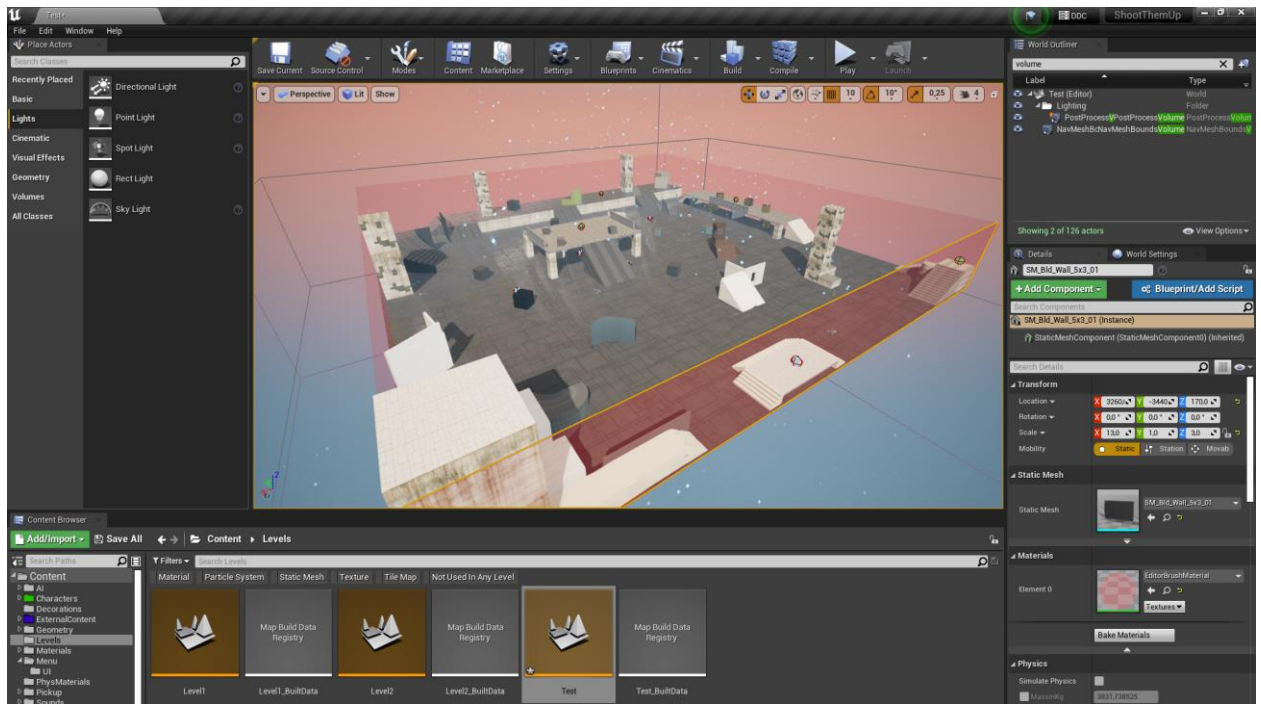 Test*
DDC
ShootThemUp
File Edit Window Help
Place Actors
Search Classes
Recently Placed
Basic
Lights
Cinematic
Visual Effects
Geometry
Volumes
All Classes
Directional Light
Point Light
Spot Light
Rect Light
Sky Light
Save Current Source Control Modes Content Marketplace Settings Blueprints Cinematics Build Compile Play Launch
Perspective Lit Show
10 10° 0,25 4
World Outliner
volume
Label Type
Test (Editor) World
Lighting Folder
PostProcessVPostProcessVolume PostProcessVolum
NavMeshBcNavMeshBoundsVolume NavMeshBoundsV
Showing 2 of 126 actors View Options
Details World Settings
SM_Bld_Wall_5x3_01
+Add Component Blueprint/Add Script
Search Components
SM_Bld_Wall_5x3_01 (Instance)
StaticMeshComponent (StaticMeshComponent0) (Inherited)
Search Details
Transform
Location X 3260, Y -3440 Z 170,0
Rotation X 0,0° Y 0,0° Z 0,0°
Scale X 13,0 Y 1,0 Z 3,0
Mobility Static Station Movab
Static Mesh
Static Mesh SM_Bld_Wall_5x3_01
Materials
Element 0 EditorBrushMaterial
Textures
Bake Materials
Physics
Simulate Physics
MassInKg 3831,738525
Content Browser
Add/Import Save All Content Levels
Search Paths Filters Search Levels
Material Particle System Static Mesh Texture Tile Map Not Used In Any Level
Content
AI
Characters
Decorations
ExternalContent
Geometry
Levels
Materials
Menu
UI
PhysMaterials
Pickup
Sounds
Map Build Data
Registry
Map Build Data
Registry
Map Build Data
Registry
Level1 Level1_BuiltData Level2 Level2_BuiltData Test Test_BuiltData